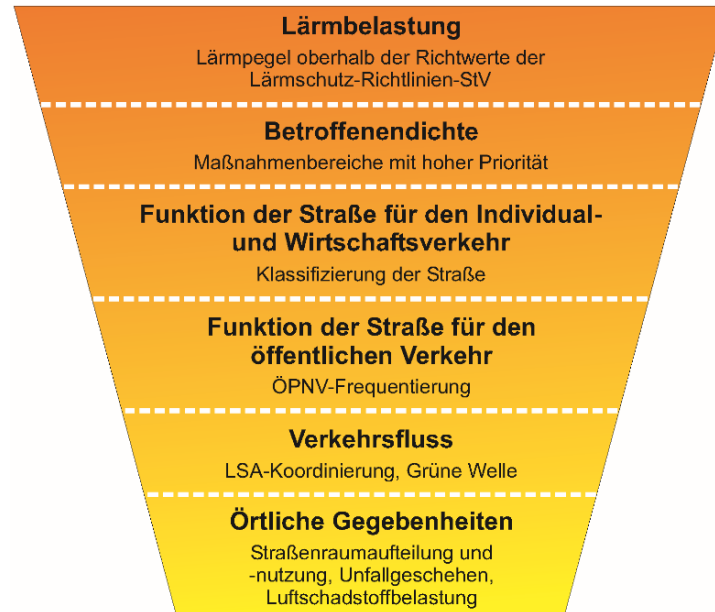 Lärmbelastung
Lärmpegel oberhalb der Richtwerte der
Lärmschutz-Richtlinien-StV
Betroffenendichte
Maßnahmenbereiche mit hoher Priorität
Funktion der Straße für den Individual-
und Wirtschaftsverkehr
Klassifizierung der Straße
Funktion der Straße für den
öffentlichen Verkehr
ÖPNV-Frequentierung
Verkehrsfluss
LSA-Koordinierung, Grüne Welle
Örtliche Gegebenheiten
Straßenraumaufteilung und
-nutzung, Unfallgeschehen,
Luftschadstoffbelastung